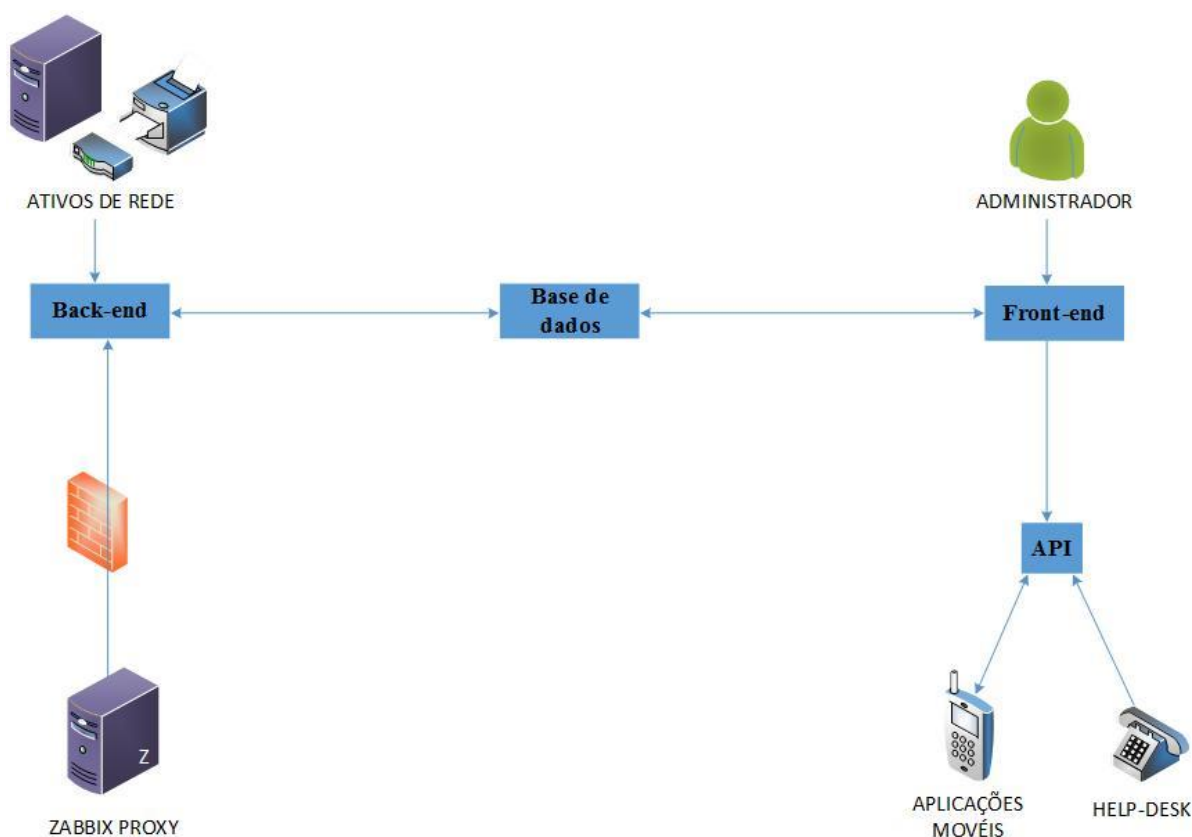 ATIVOS DE REDE
ADMINISTRADOR
Back-end
Base de
dados
Front-end
API
Z
ZABBIX PROXY
APLICAÇÕES
MOVÉIS
HELP-DESK